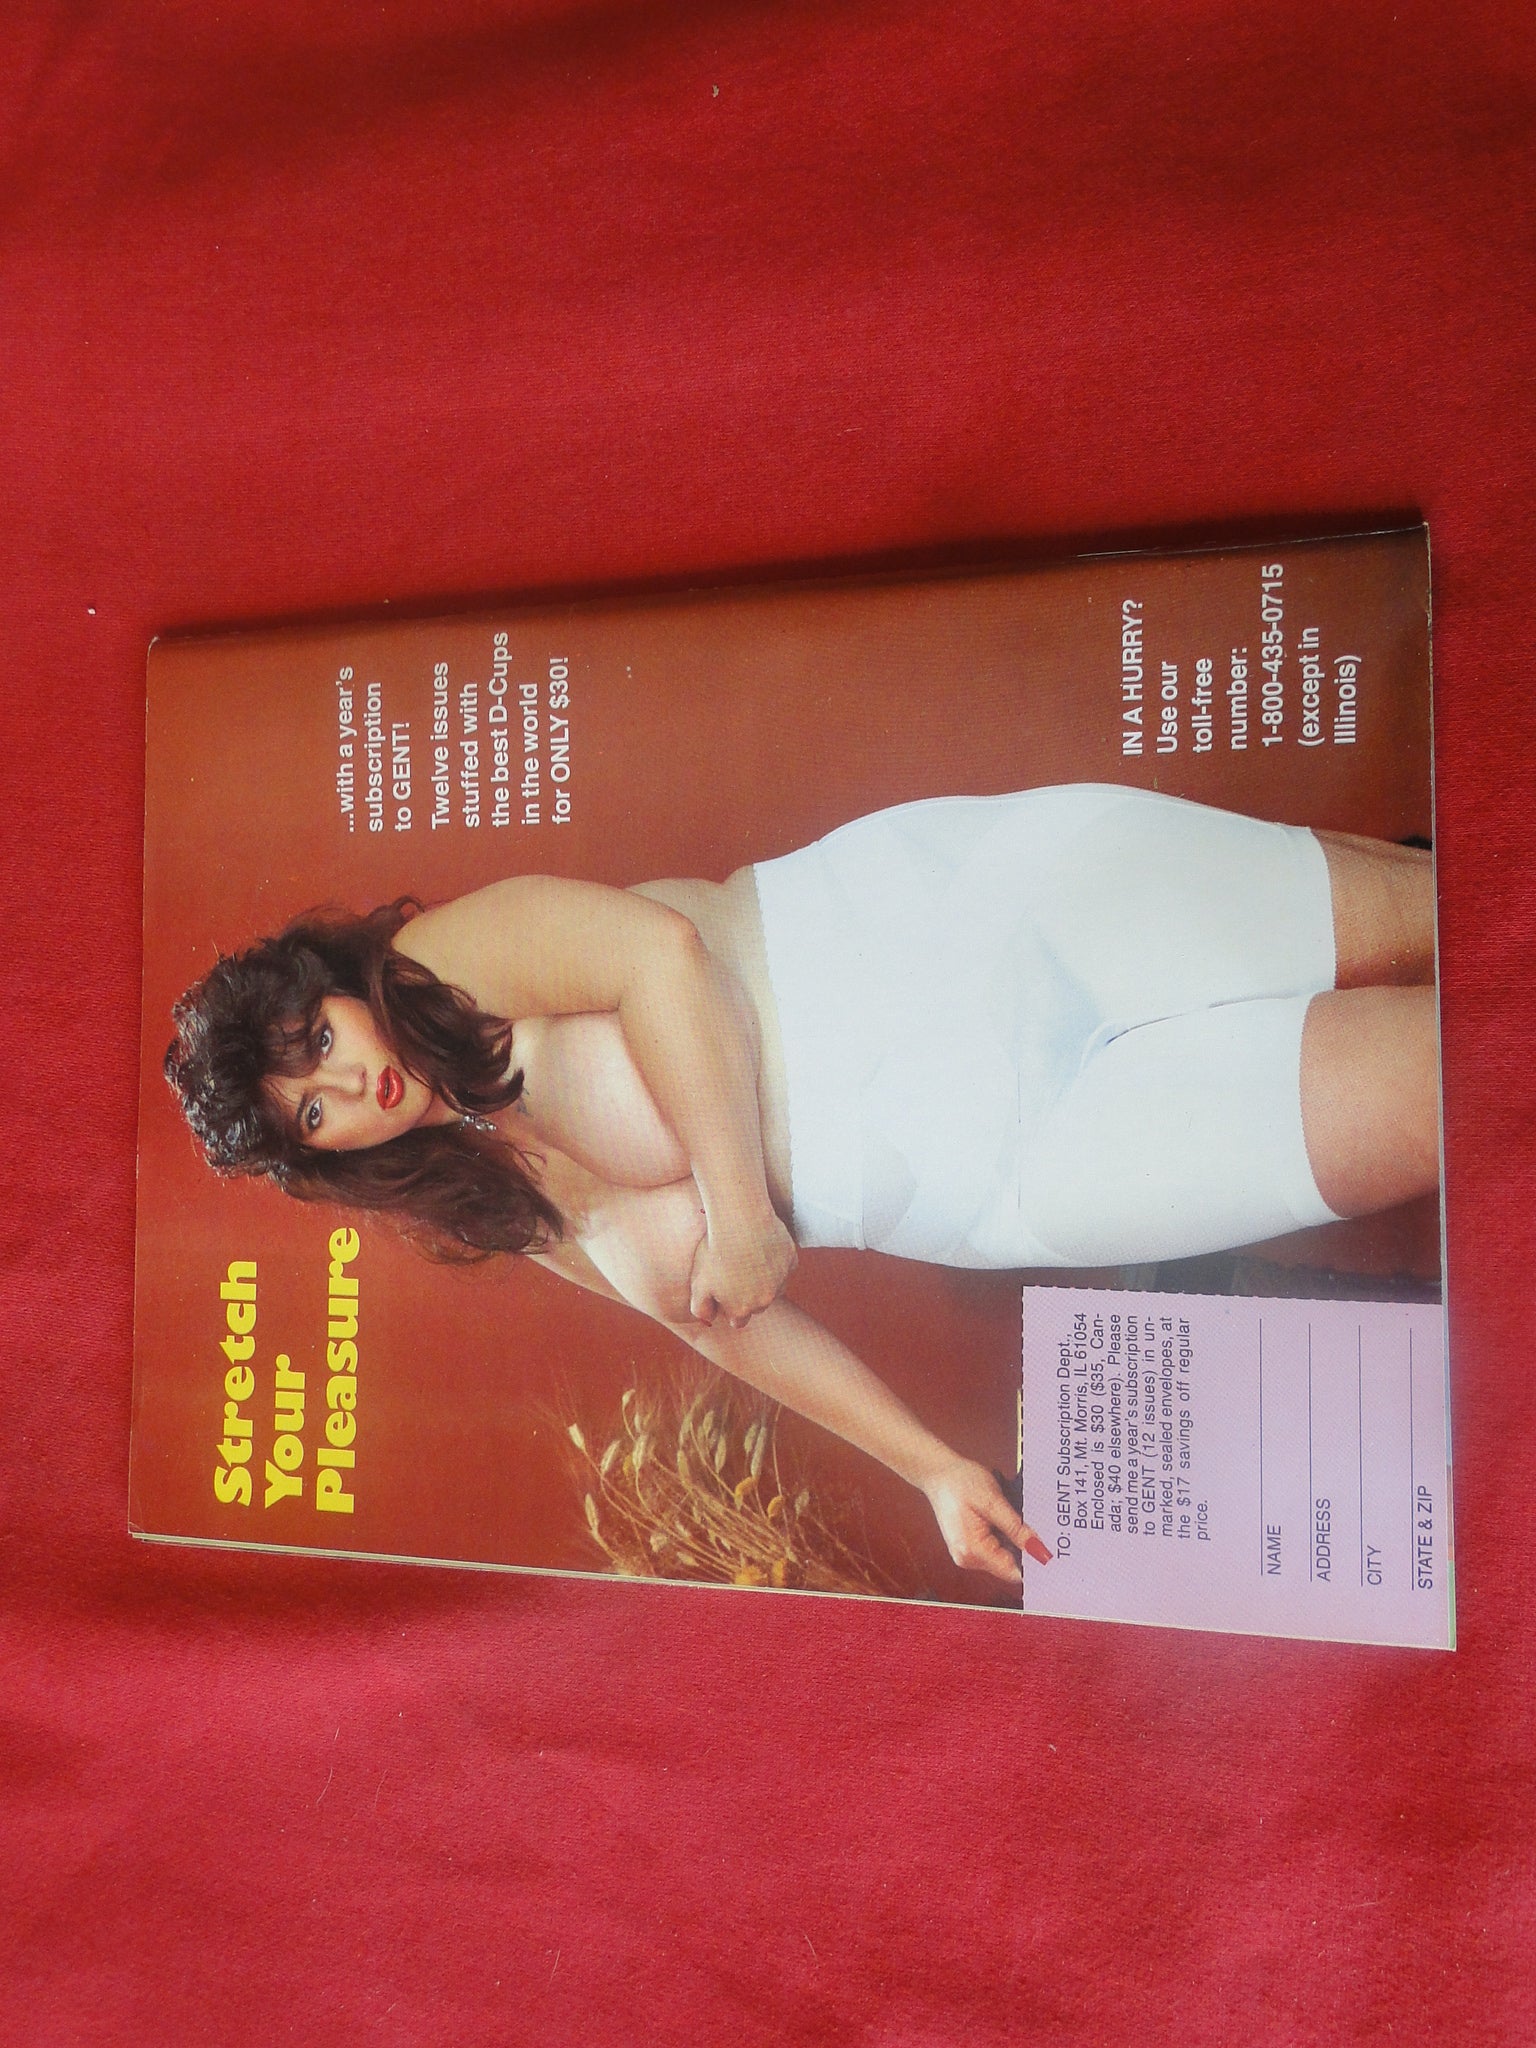 Stretch
Your
Pleasure
...with a year's
subscription
to GENT!
Twelve issues
stuffed with
the best D-Cups
in the world
for ONLY $30!
TO: GENT Subscription Dept.,
Box 141, Mt. Morris, IL 61054
Enclosed is $30 ($35, Can-
ada; $40 elsewhere). Please
send me a year's subscription
to GENT (12 issues) in un-
marked, sealed envelopes, at
the $17 savings off regular
price.
NAME
ADDRESS
CITY
STATE & ZIP
IN A HURRY?
Use our
toll-free
number:
1-800-435-0715
(except in
Illinois)